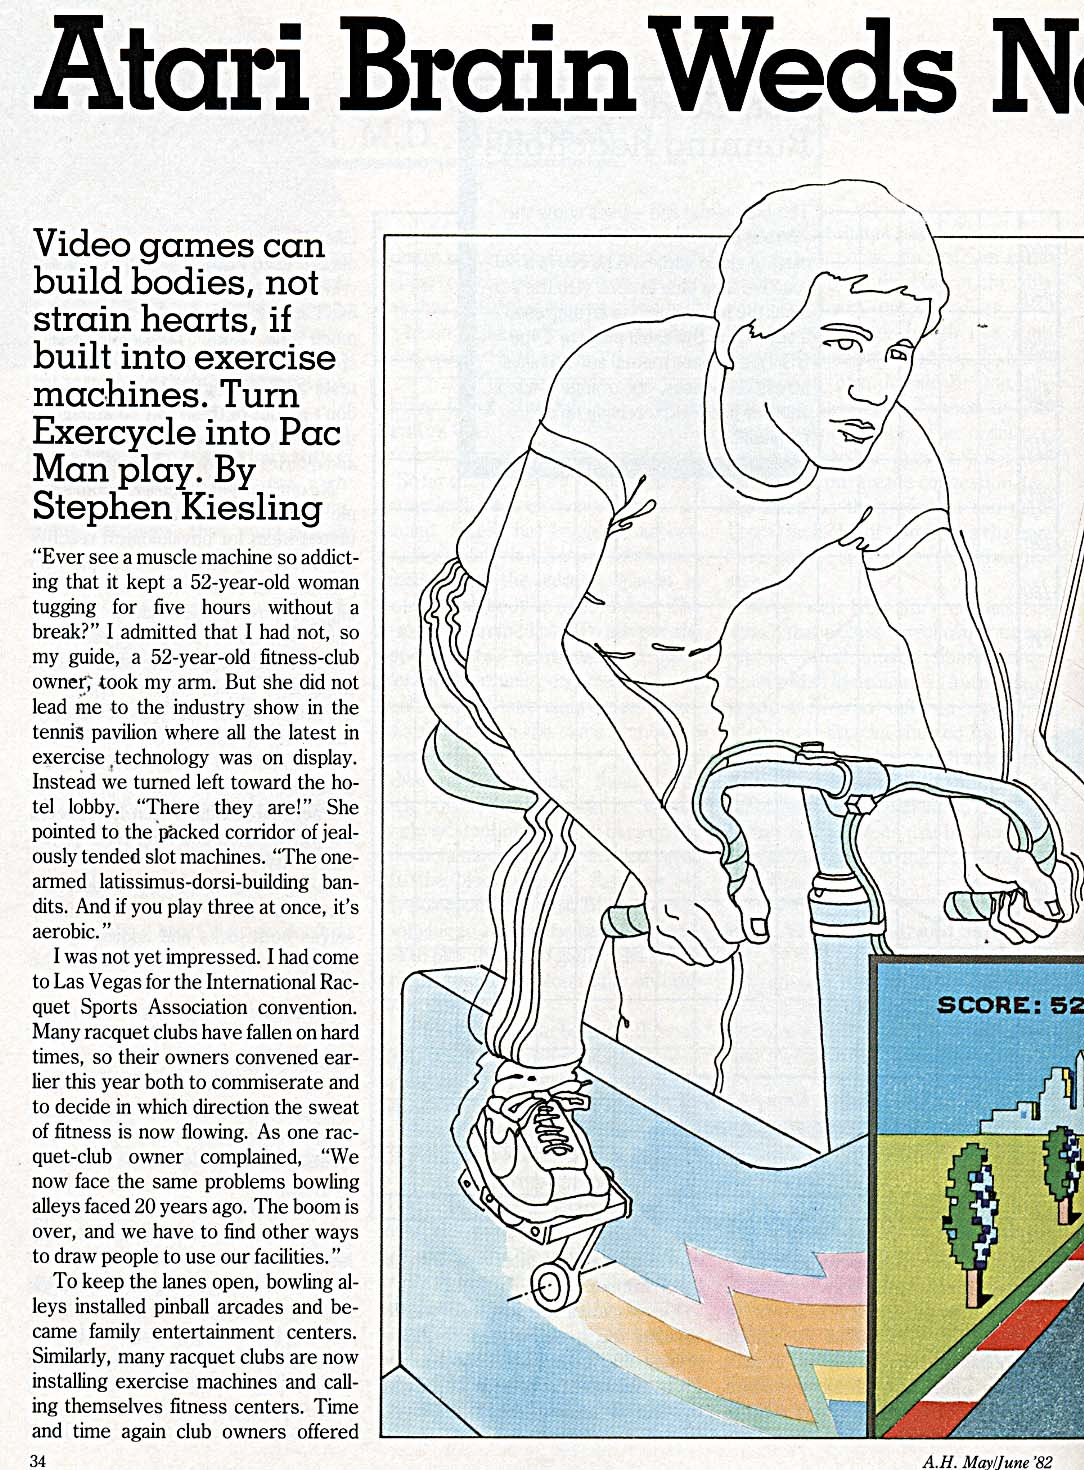 Atari Brain Weds
Video games can
build bodies, not
strain hearts, if
built into exercise
machines. Turn
Exercycle into Pac
Man play. By
Stephen Kiesling
“Ever see a muscle machine so addict-
ing that it kept a 52-year-old woman
tugging for five hours without a
break?” I admitted that I had not, so
my guide, a 52-year-old fitness-club
owner, took my arm. But she did not
lead me to the industry show in the
tennis pavilion where all the latest in
exercise technology was on display.
Instead we turned left toward the ho-
tel lobby. “There they are!” She
pointed to the packed corridor of jeal-
ously tended slot machines. “The one-
armed latissimus-dorsi-building ban-
dits. And if you play three at once, it’s
aerobic.”
I was not yet impressed. I had come
to Las Vegas for the International Rac-
quet Sports Association convention.
Many racquet clubs have fallen on hard
times, so their owners convened ear-
lier this year both to commiserate and
to decide in which direction the sweat
of fitness is now flowing. As one rac-
quet-club owner complained, “We
now face the same problems bowling
alleys faced 20 years ago. The boom is
over, and we have to find other ways
to draw people to use our facilities.”
To keep the lanes open, bowling al-
leys installed pinball arcades and be-
came family entertainment centers.
Similarly, many racquet clubs are now
installing exercise machines and call-
ing themselves fitness centers. Time
and time again club owners offered
SCORE: 52
34
A.H. May/June ’82